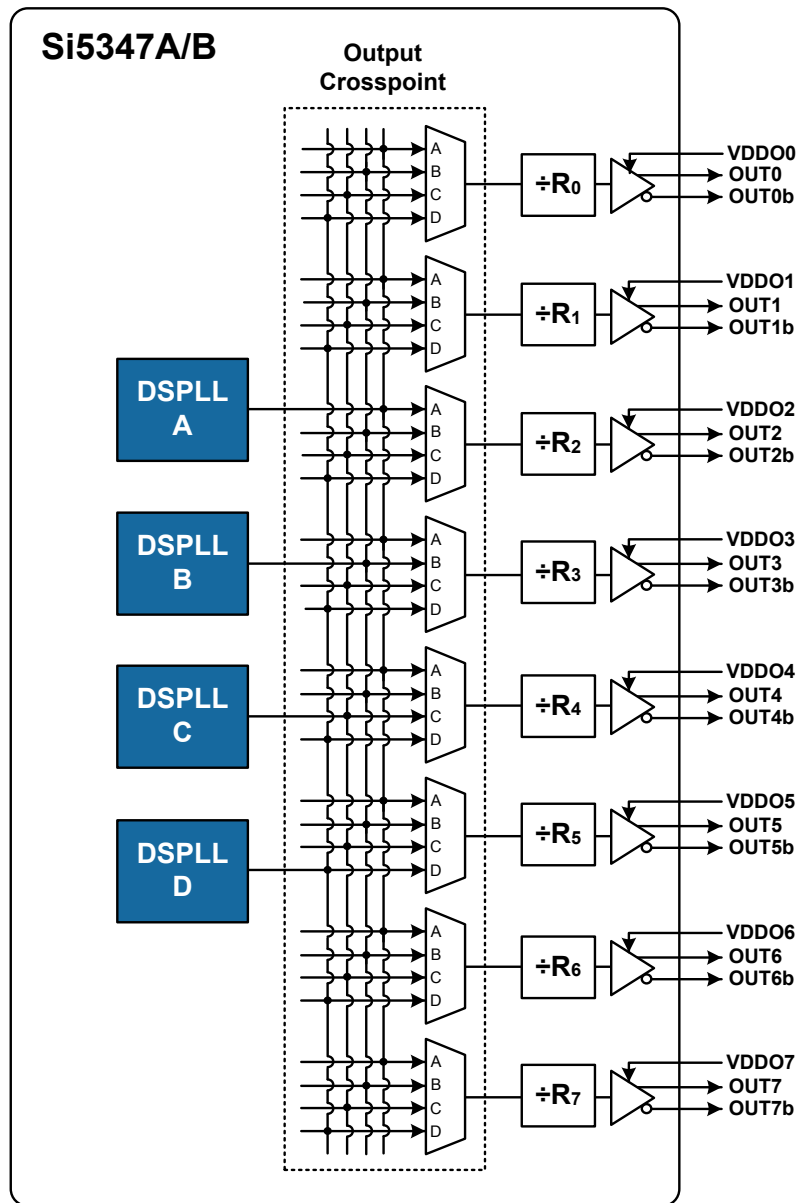 Si5347A/B
Output
Crosspoint
A
B
C
D
÷R0
VDDO0
OUT0
OUT0b
A
B
C
D
÷R1
VDDO1
OUT1
OUT1b
DSPLL
A
A
B
C
D
÷R2
VDDO2
OUT2
OUT2b
DSPLL
B
A
B
C
D
÷R3
VDDO3
OUT3
OUT3b
DSPLL
C
A
B
C
D
÷R4
VDDO4
OUT4
OUT4b
DSPLL
D
A
B
C
D
÷R5
VDDO5
OUT5
OUT5b
A
B
C
D
÷R6
VDDO6
OUT6
OUT6b
A
B
C
D
÷R7
VDDO7
OUT7
OUT7b